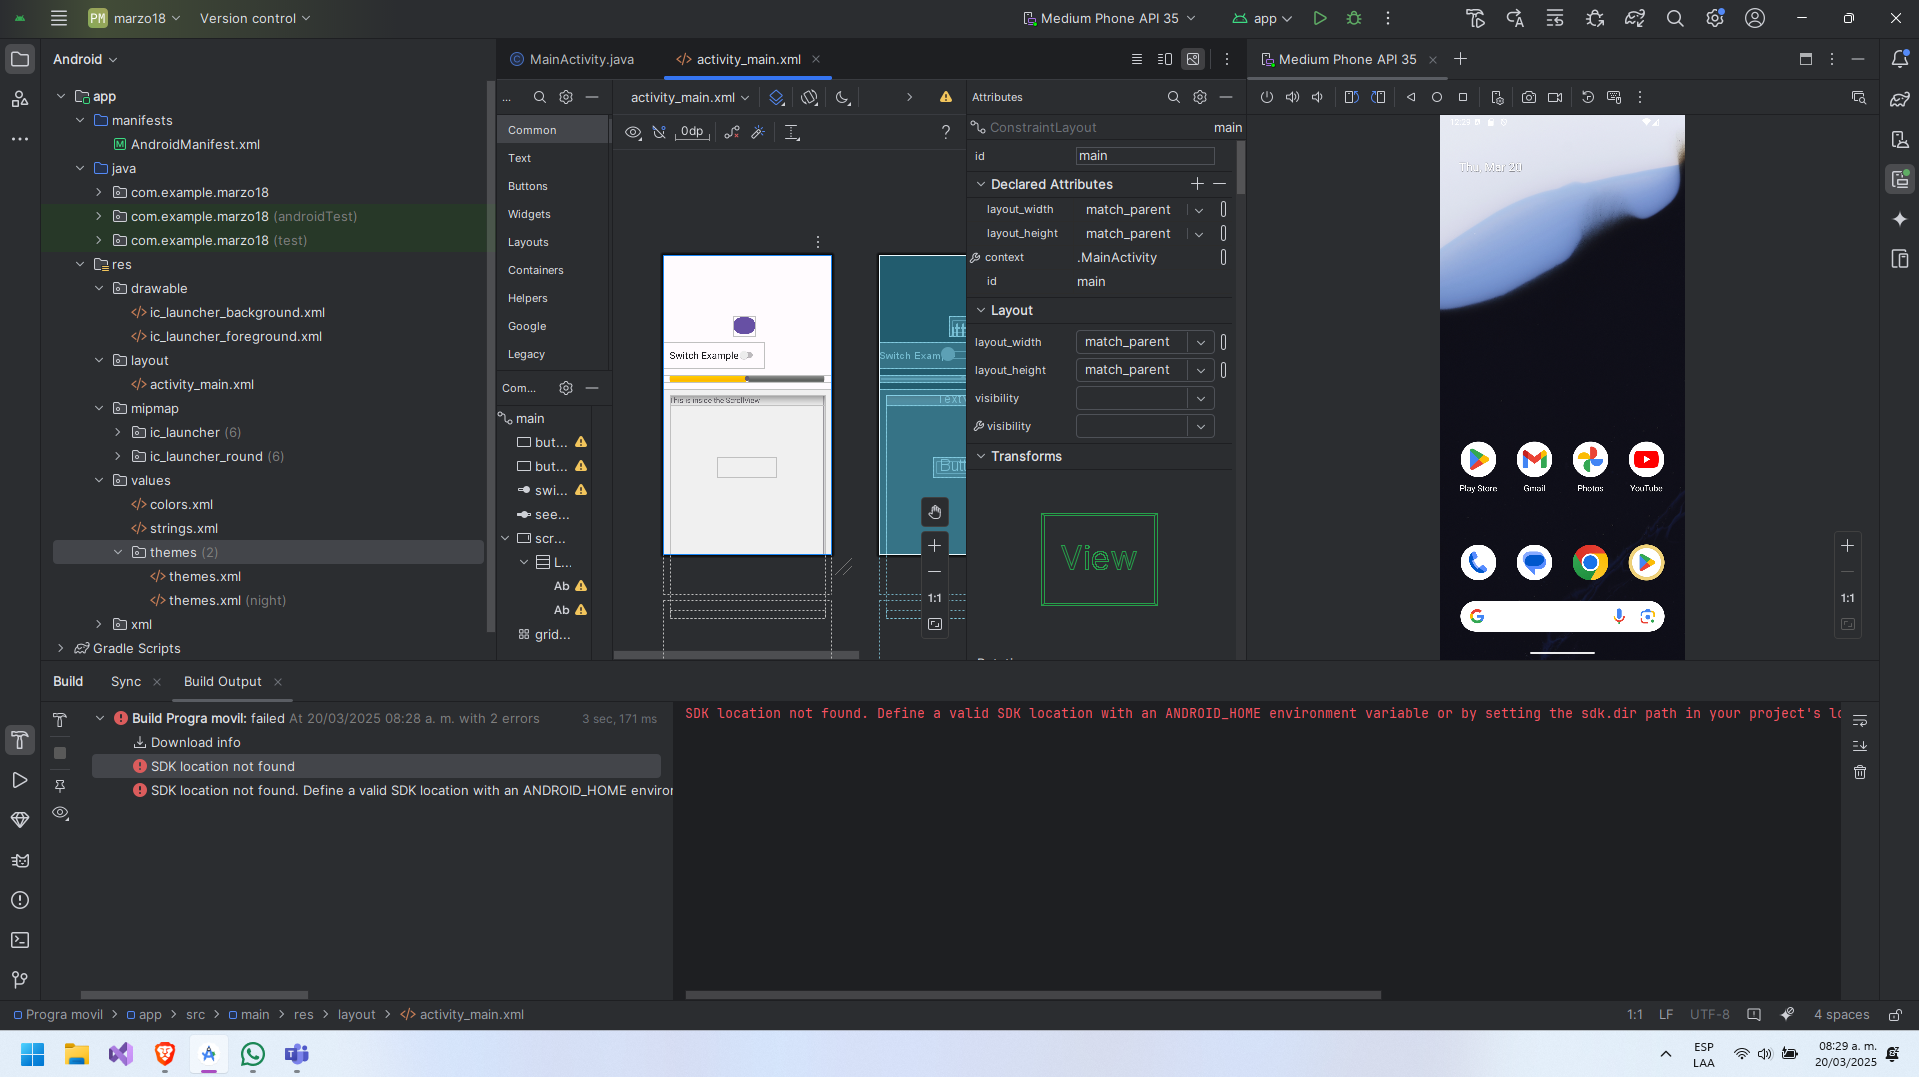 PM marzo18
Version control
Medium Phone API 35
app
Android
MainActivity.java
activity_main.xml
Medium Phone API 35
app
manifests
AndroidManifest.xml
java
com.example.marzo18
com.example.marzo18 (androidTest)
com.example.marzo18 (test)
res
drawable
ic_launcher_background.xml
ic_launcher_foreground.xml
layout
activity_main.xml
mipmap
ic_launcher (6)
ic_launcher_round (6)
values
colors.xml
strings.xml
themes (2)
themes.xml
themes.xml (night)
xml
Gradle Scripts
...
Common
Text
Buttons
Widgets
Layouts
Containers
Helpers
Google
Legacy
Com...
main
but...
but...
swi...
see...
scr...
L...
Ab
Ab
grid...
activity_main.xml
0dp
?
Switch Example
This is inside the ScrollView
Switch Exam
TextV
Butt
1:1
Attributes
ConstraintLayout main
id main
Declared Attributes
layout_width match_parent
layout_height match_parent
context .MainActivity
id main
Layout
layout_width match_parent
layout_height match_parent
visibility
visibility
Transforms
View
Thu, Mar 20
Play Store
Gmail
Photos
YouTube
1:1
Build
Sync
Build Output
Build Progra movil: failed At 20/03/2025 08:28 a. m. with 2 errors 3 sec, 171 ms
Download info
SDK location not found
SDK location not found. Define a valid SDK location with an ANDROID_HOME enviror
SDK location not found. Define a valid SDK location with an ANDROID_HOME environment variable or by setting the sdk.dir path in your project's lo
Progra movil > app > src > main > res > layout > activity_main.xml
1:1 LF UTF-8 4 spaces
ESP
LAA
08:29 a. m.
20/03/2025